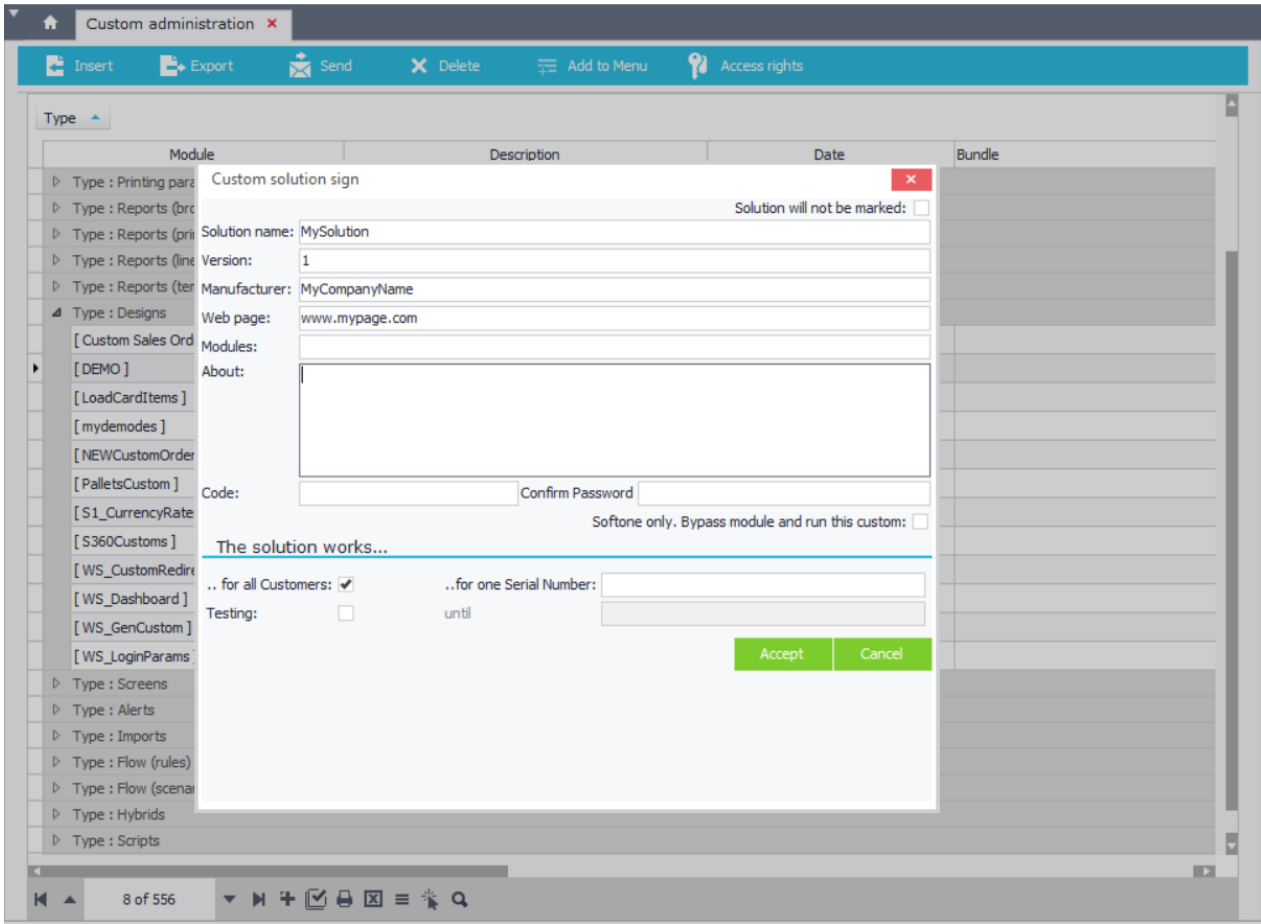 Custom administration
Insert Export Send Delete Add to Menu Access rights
Type
Module Description Date Bundle
Type : Printing para
Type : Reports (bro
Type : Reports (prin
Type : Reports (line
Type : Reports (ter
Type : Designs
[ Custom Sales Ord
[ DEMO ]
[ LoadCardItems ]
[ mydemodes ]
[ NEWCustomOrder
[ PalletsCustom ]
[ S1_CurrencyRate
[ S360Customs ]
[ WS_CustomRedire
[ WS_Dashboard ]
[ WS_GenCustom ]
[ WS_LoginParams ]
Type : Screens
Type : Alerts
Type : Imports
Type : Flow (rules)
Type : Flow (scenar
Type : Hybrids
Type : Scripts
Custom solution sign
Solution will not be marked:
Solution name: MySolution
Version: 1
Manufacturer: MyCompanyName
Web page: www.mypage.com
Modules:
About:
Code: Confirm Password
Softone only. Bypass module and run this custom:
The solution works...
.. for all Customers: ..for one Serial Number:
Testing: until
Accept Cancel
8 of 556